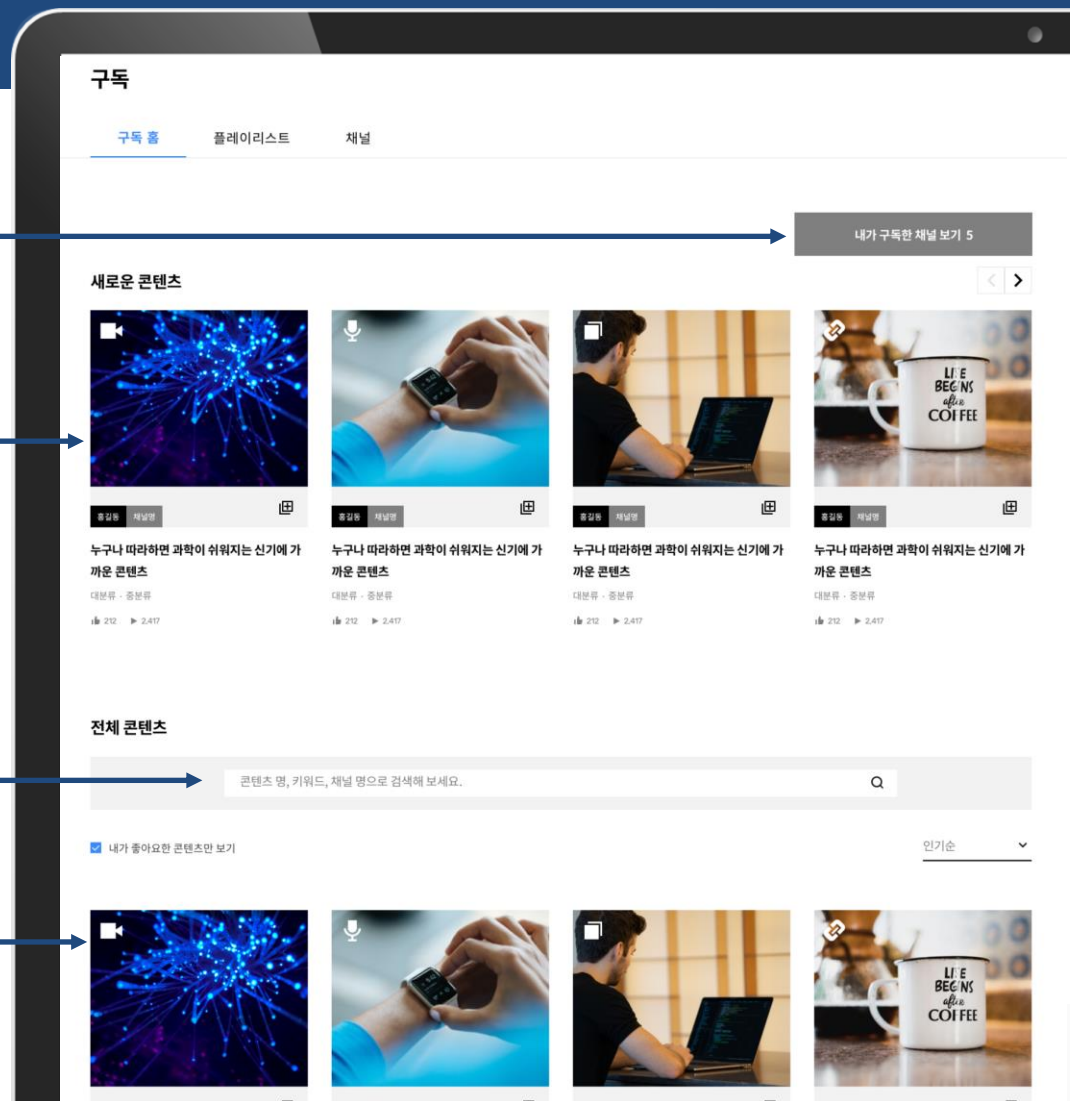 구독
구독 홈 플레이리스트 채널
내가 구독한 채널 보기 5
새로운 콘텐츠
LIFE
BEGINS
after
COFFEE
홍길동 채널명
홍길동 채널명
홍길동 채널명
홍길동 채널명
누구나 따라하면 과학이 쉬워지는 신기에 가
까운 콘텐츠
대분류 · 중분류
212 2,417
누구나 따라하면 과학이 쉬워지는 신기에 가
까운 콘텐츠
대분류 · 중분류
212 2,417
누구나 따라하면 과학이 쉬워지는 신기에 가
까운 콘텐츠
대분류 · 중분류
212 2,417
누구나 따라하면 과학이 쉬워지는 신기에 가
까운 콘텐츠
대분류 · 중분류
212 2,417
전체 콘텐츠
콘텐츠 명, 키워드, 채널 명으로 검색해 보세요.
내가 좋아요한 콘텐츠만 보기
인기순
LIFE
BEGINS
after
COFFEE